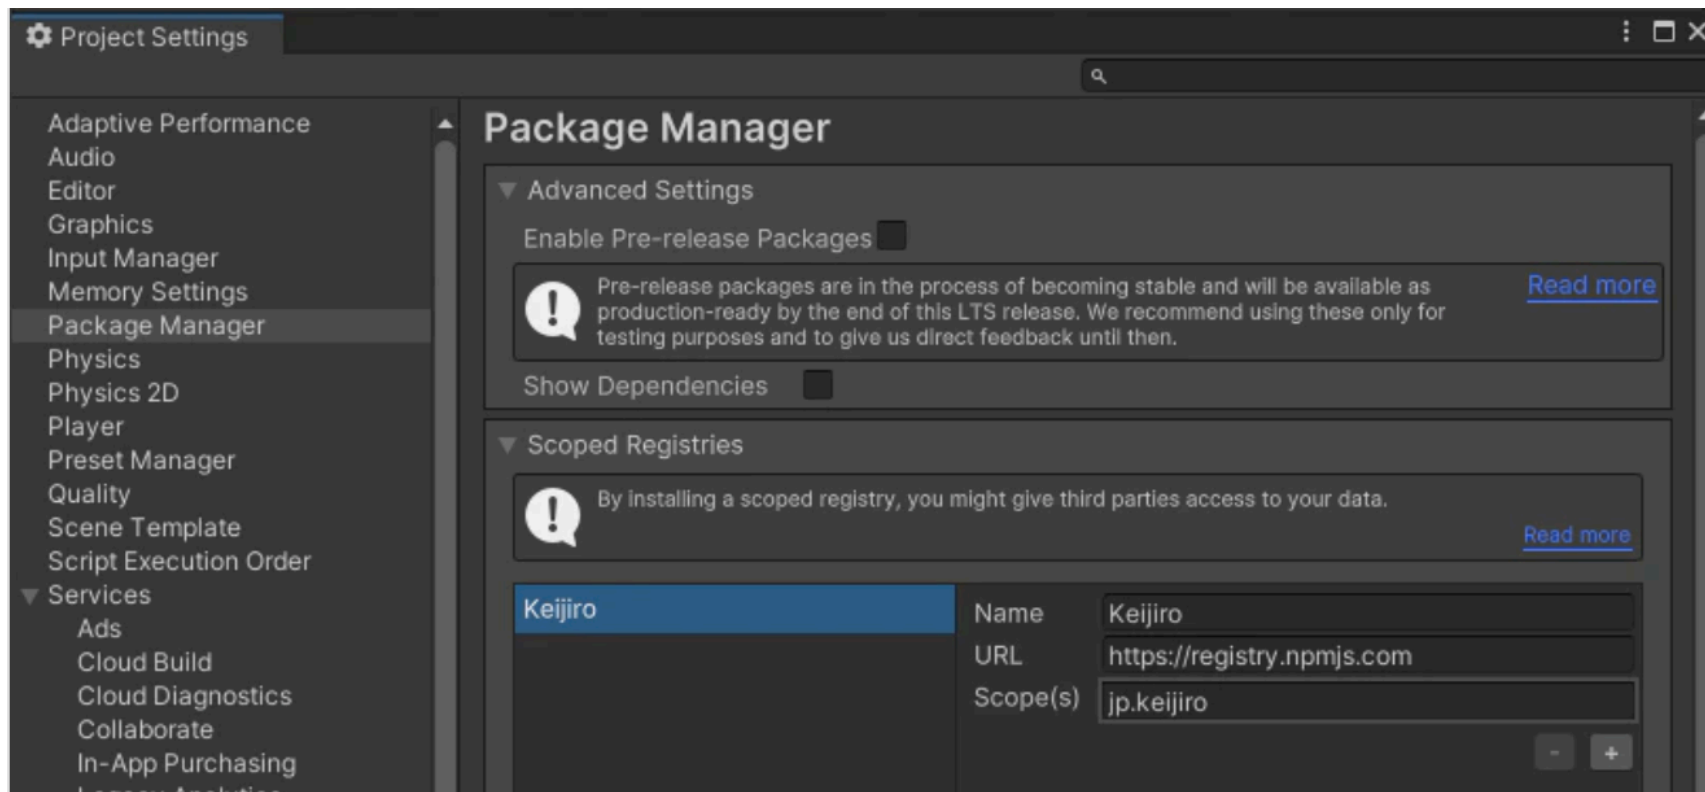 Project Settings
Adaptive Performance
Audio
Editor
Graphics
Input Manager
Memory Settings
Package Manager
Physics
Physics 2D
Player
Preset Manager
Quality
Scene Template
Script Execution Order
Services
Ads
Cloud Build
Cloud Diagnostics
Collaborate
In-App Purchasing
Package Manager
Advanced Settings
Enable Pre-release Packages
Pre-release packages are in the process of becoming stable and will be available as
production-ready by the end of this LTS release. We recommend using these only for
testing purposes and to give us direct feedback until then.
Read more
Show Dependencies
Scoped Registries
By installing a scoped registry, you might give third parties access to your data.
Read more
Keijiro
Name Keijiro
URL https://registry.npmjs.com
Scope(s) jp.keijiro
- +